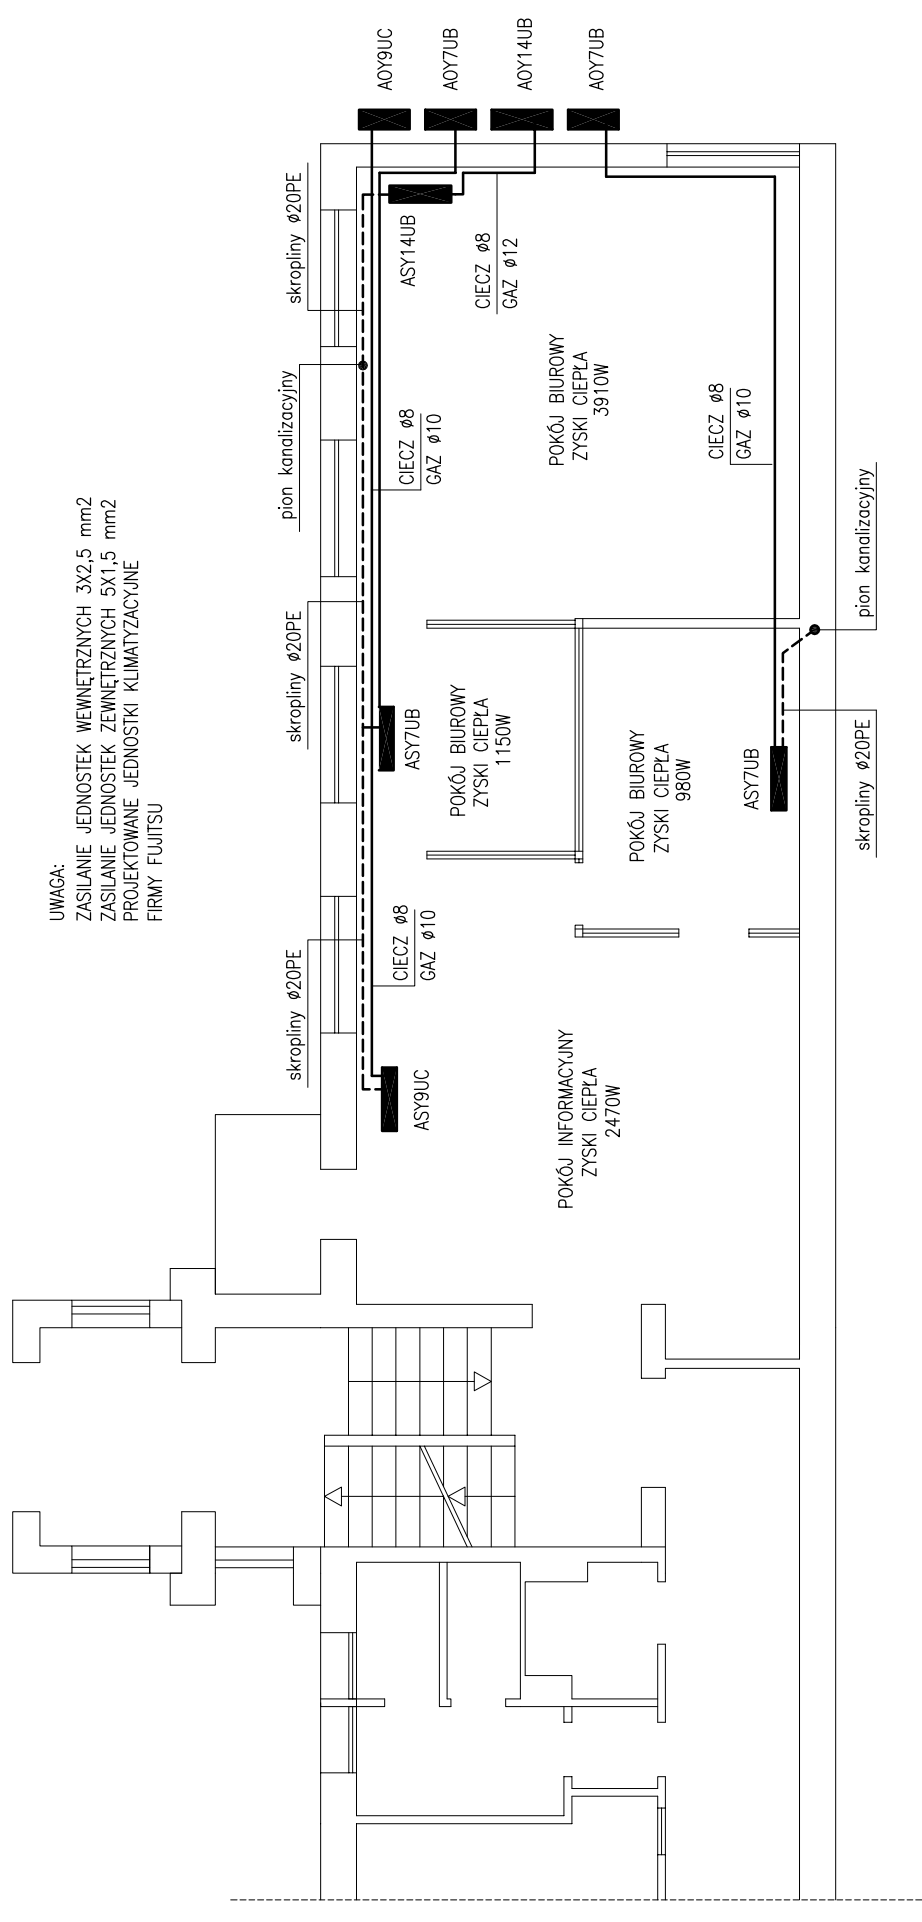 UWAGA:
ZASILANIE JEDNOSTEK WEWNĘTRZNYCH 3X2,5 mm2
ZASILANIE JEDNOSTEK ZEWNĘTRZNYCH 5X1,5 mm2
PROJEKTOWANE JEDNOSTKI KLIMATYZACYJNE
FIRMY FUJITSU
skropliny ø20PE
skropliny ø20PE
pion kanalizacyjny
skropliny ø20PE
ASY9UC
CIECZ ø8
GAZ ø10
ASY7UB
CIECZ ø8
GAZ ø10
ASY14UB
CIECZ ø8
GAZ ø12
AOY9UC
AOY7UB
AOY14UB
AOY7UB
POKÓJ INFORMACYJNY
ZYSKI CIEPŁA
2470W
POKÓJ BIUROWY
ZYSKI CIEPŁA
1150W
POKÓJ BIUROWY
ZYSKI CIEPŁA
980W
POKÓJ BIUROWY
ZYSKI CIEPŁA
3910W
ASY7UB
CIECZ ø8
GAZ ø10
skropliny ø20PE
pion kanalizacyjny